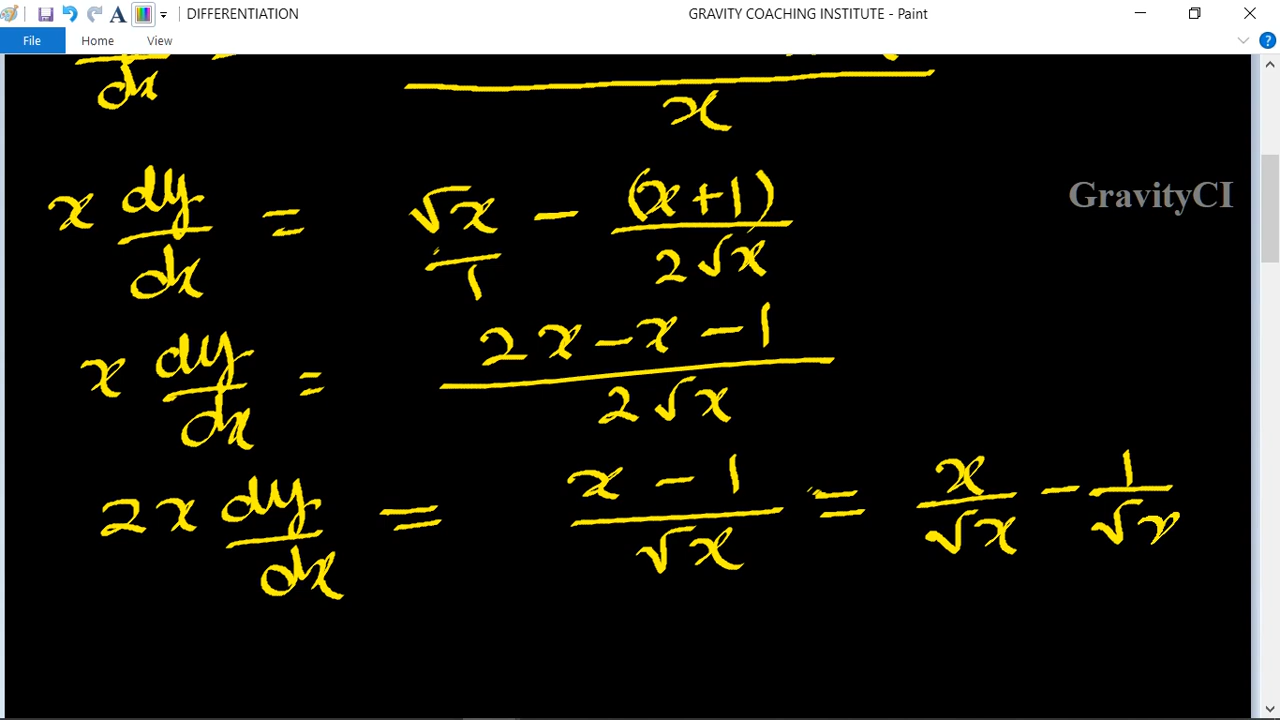 DIFFERENTIATION GRAVITY COACHING INSTITUTE - Paint
File Home View
dx x
GravityCI
x dy/dx = √x/1 - (x+1)/2√x
x dy/dx = 2x-x-1/2√x
2x dy/dx = x-1/√x = x/√x - 1/√x